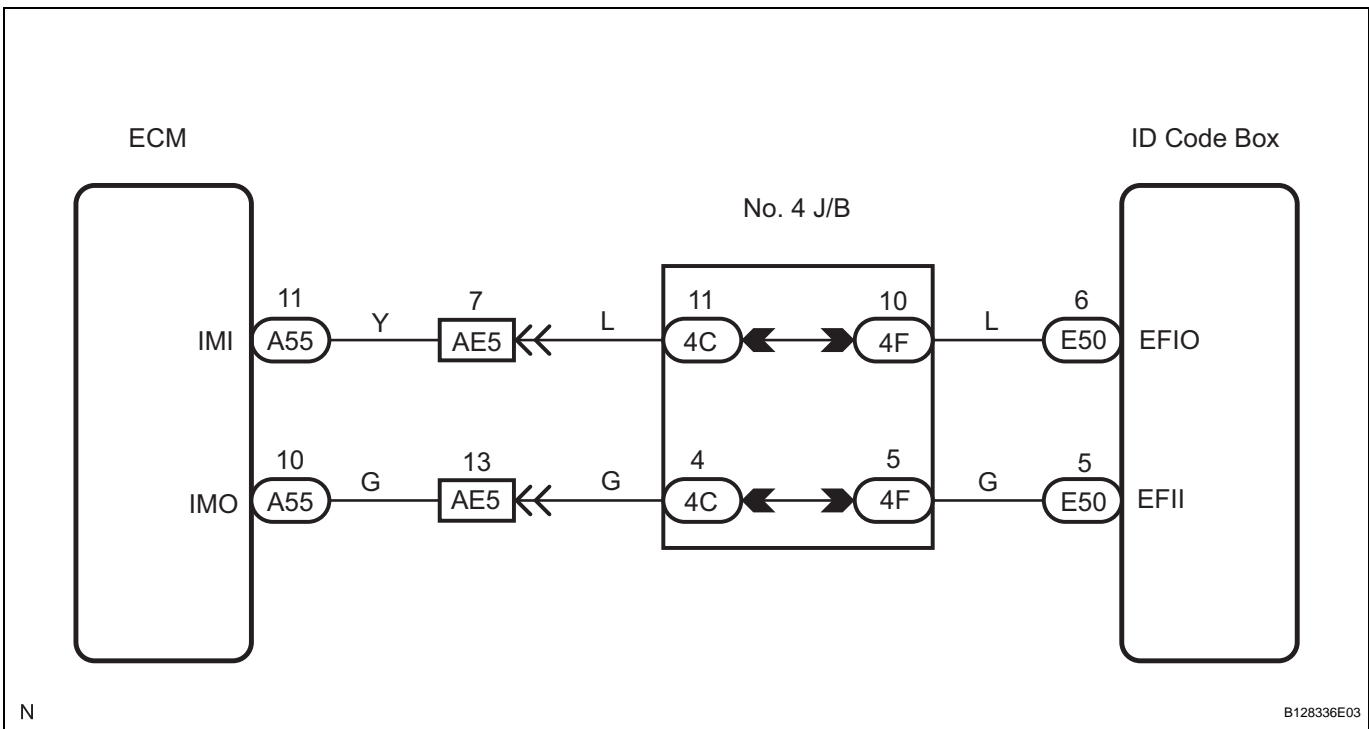 ECM
ID Code Box
No. 4 J/B
11
7
11
10
6
Y
L
L
IMI
A55
AE5
4C
4F
E50
EFIO
10
13
4
5
5
G
G
G
IMO
A55
AE5
4C
4F
E50
EFII
N
B128336E03